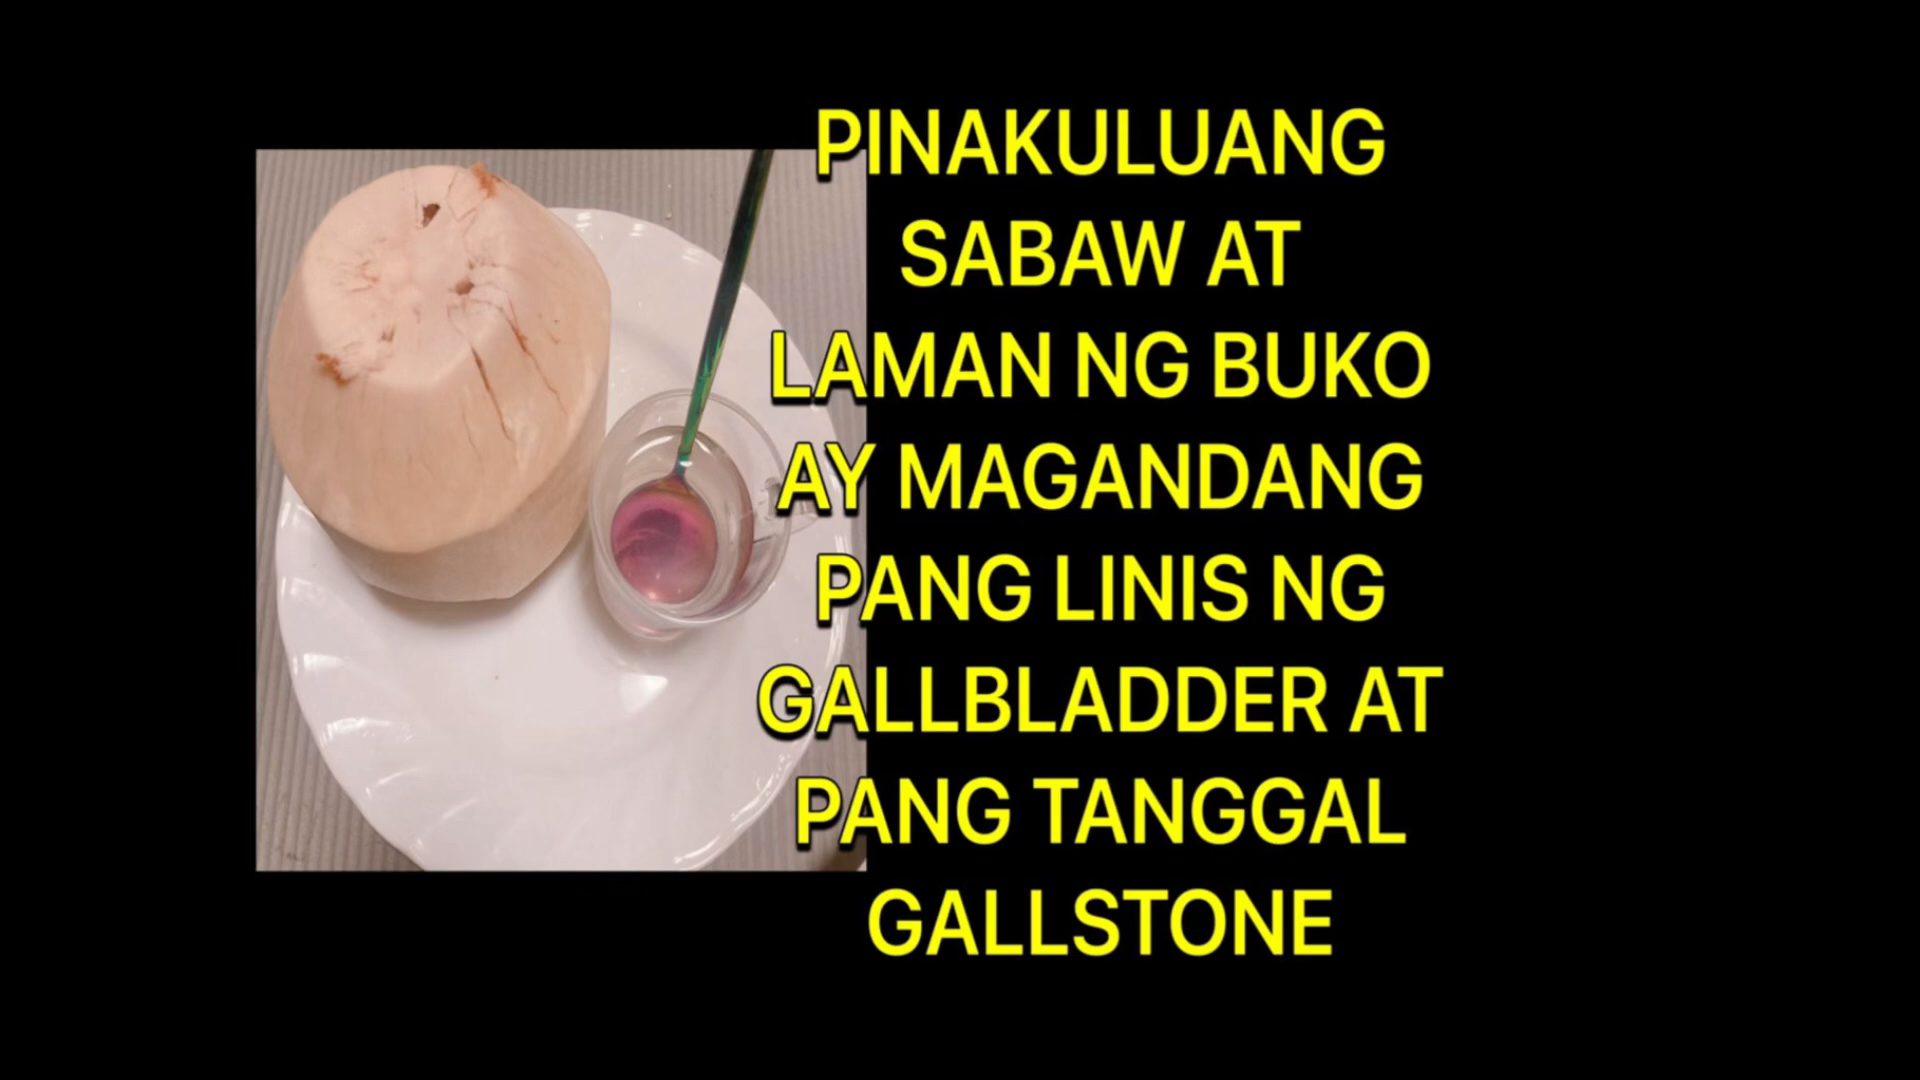 PINAKULUANG
SABAW AT
LAMAN NG BUKO
AY MAGANDANG
PANG LINIS NG
GALLBLADDER AT
PANG TANGGAL
GALLSTONE